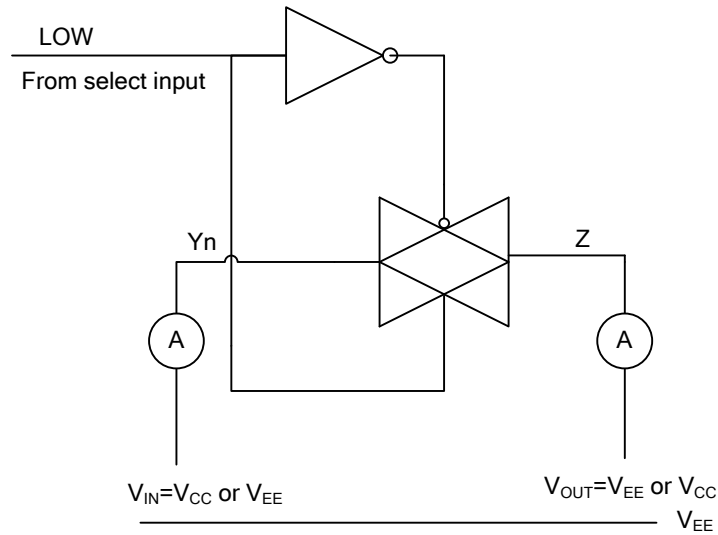 LOW
From select input
Yn
Z
A
A
V_IN=V_CC or V_EE
V_OUT=V_EE or V_CC
V_EE